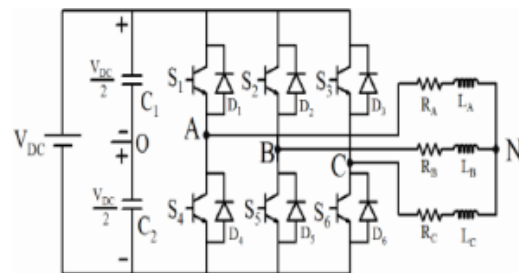 +
V_DC/2
C_1
-
S_1
D_1
S_2
D_2
S_3
D_3
R_A
L_A
A
V_DC
+
O
B
R_B
L_B
N
C
V_DC/2
C_2
-
S_4
D_4
S_5
D_5
S_6
D_6
R_C
L_C